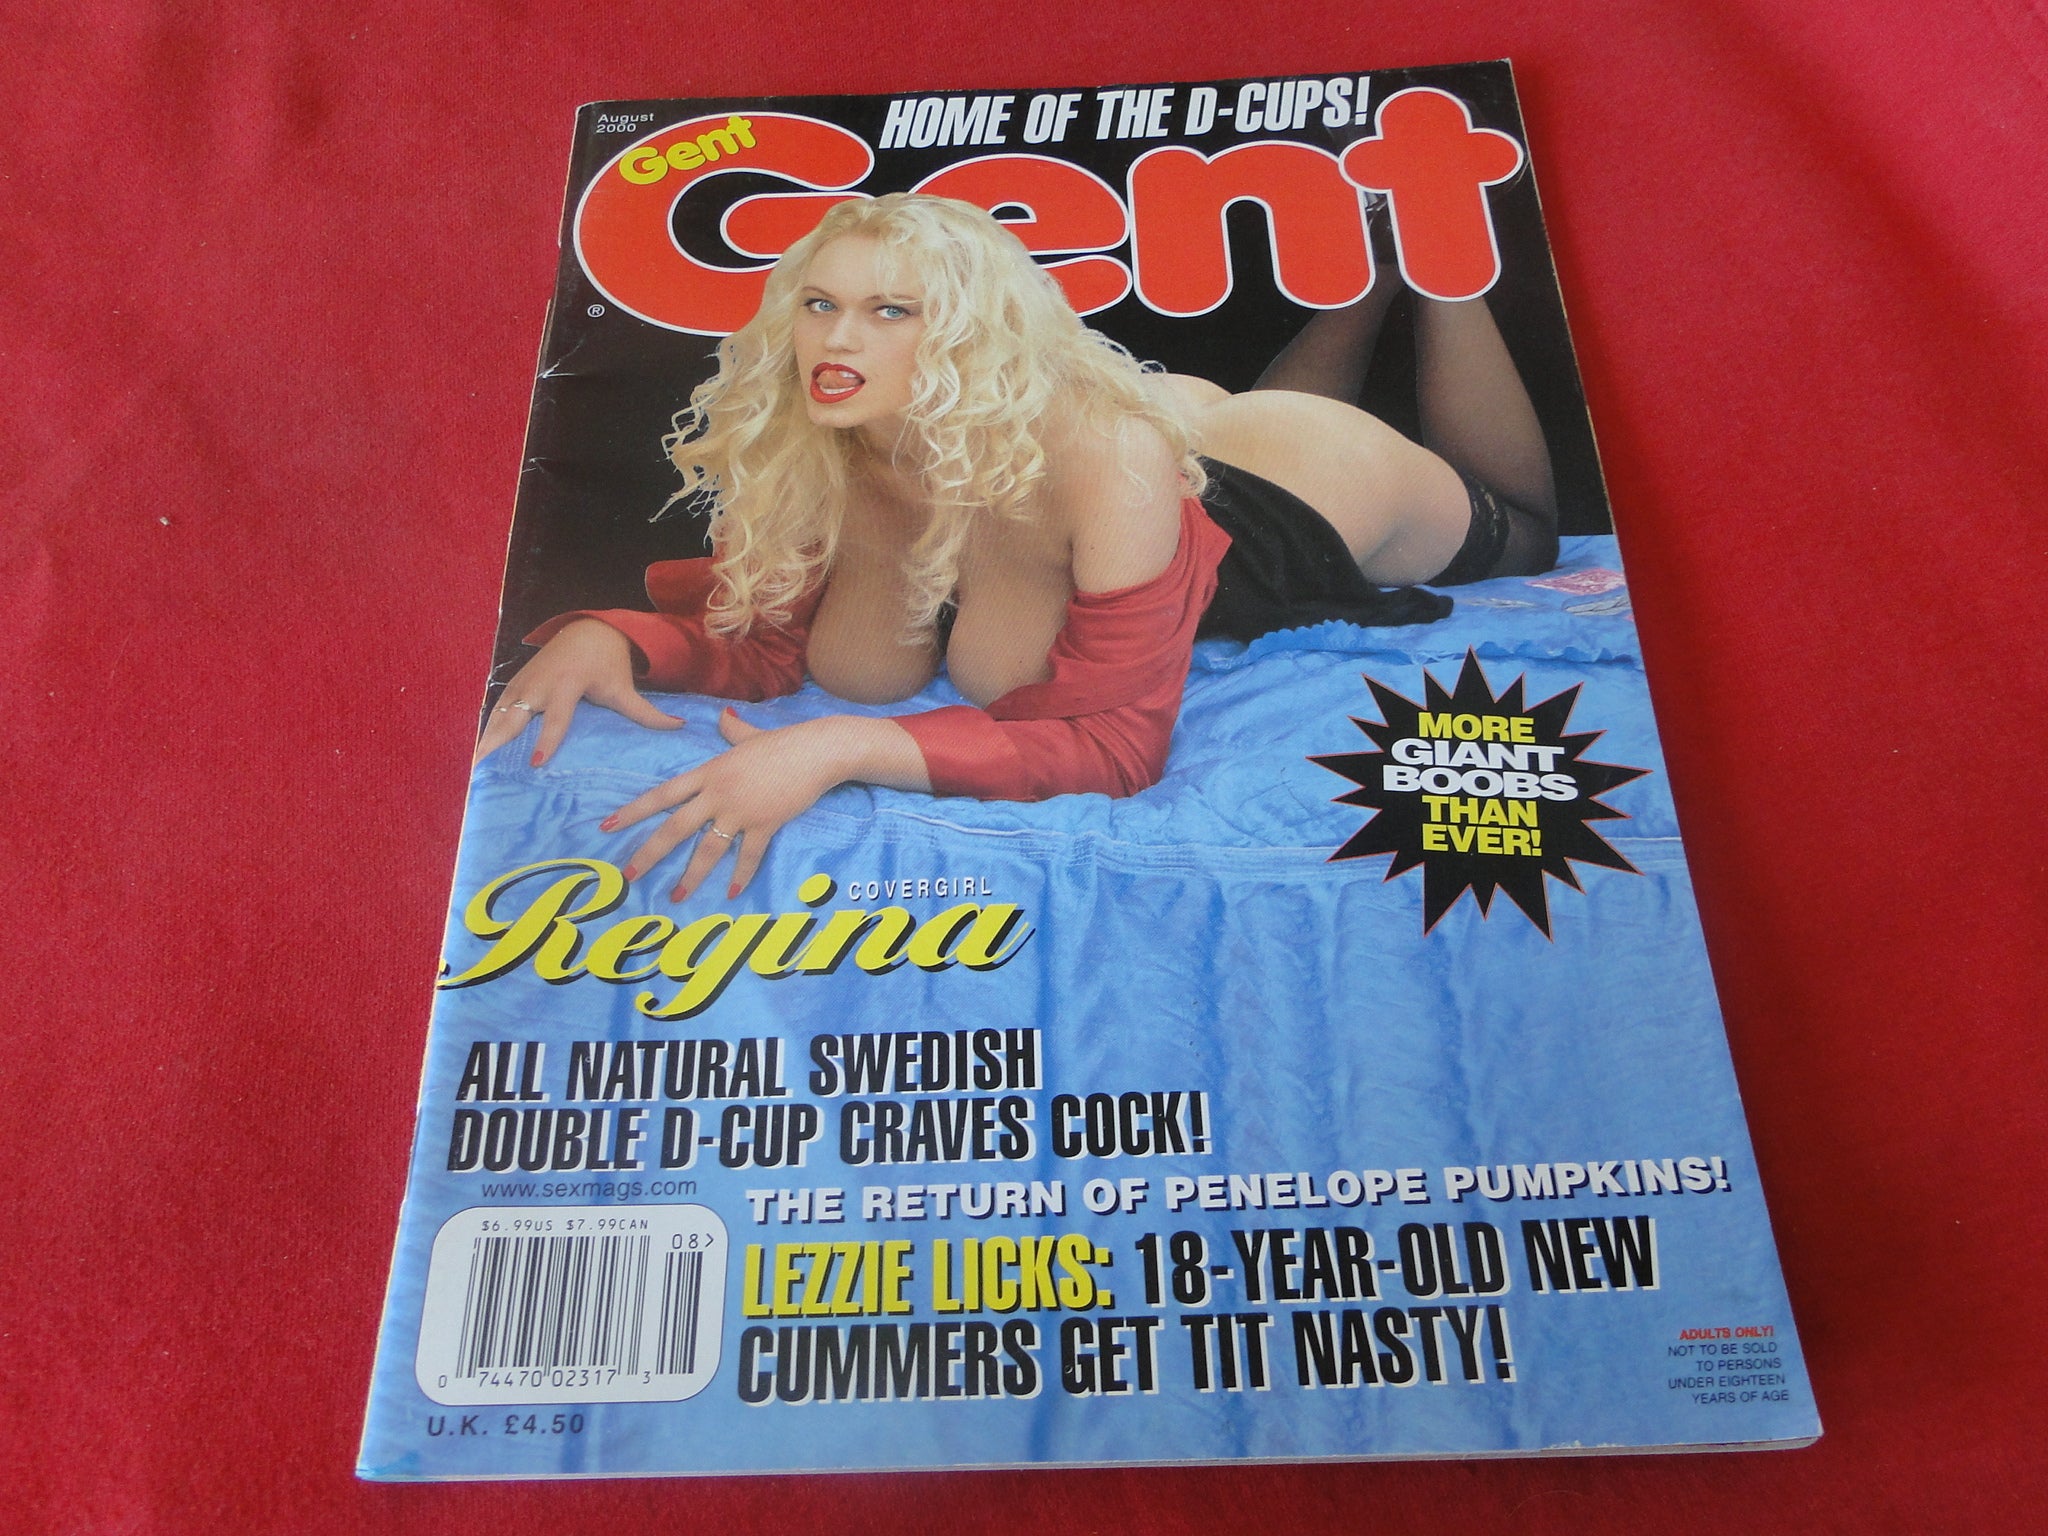 HOME OF THE D-CUPS!
August
2000
Gent
Gent
®
MORE
GIANT
BOOBS
THAN
EVER!
COVERGIRL
Regina
ALL NATURAL SWEDISH
DOUBLE D-CUP CRAVES COCK!
www.sexmags.com
THE RETURN OF PENELOPE PUMPKINS!
LEZZIE LICKS: 18-YEAR-OLD NEW
CUMMERS GET TIT NASTY!
$6.99US $7.99CAN
08>
0 74470 02317 3
U.K. £4.50
ADULTS ONLY!
NOT TO BE SOLD
TO PERSONS
UNDER EIGHTEEN
YEARS OF AGE